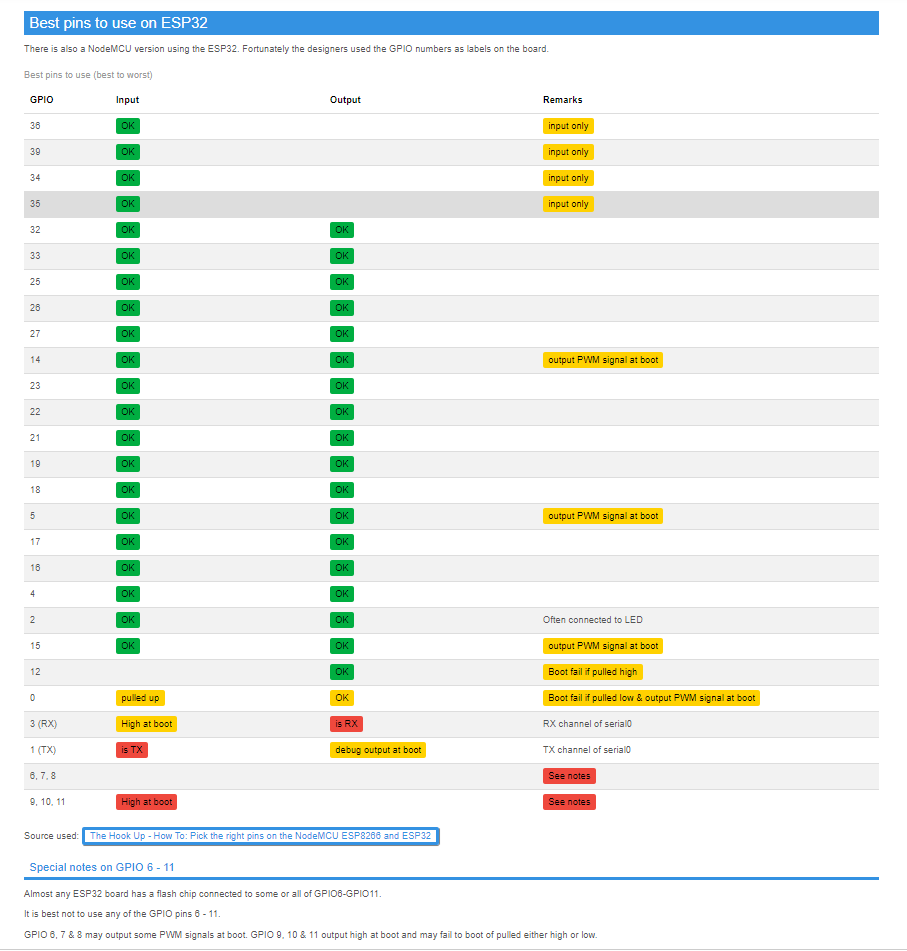 Best pins to use on ESP32
There is also a NodeMCU version using the ESP32. Fortunately the designers used the GPIO numbers as labels on the board.
Best pins to use (best to worst)
GPIO Input Output Remarks
36 OK input only
39 OK input only
34 OK input only
35 OK input only
32 OK OK
33 OK OK
25 OK OK
26 OK OK
27 OK OK
14 OK OK output PWM signal at boot
23 OK OK
22 OK OK
21 OK OK
19 OK OK
18 OK OK
5 OK OK output PWM signal at boot
17 OK OK
16 OK OK
4 OK OK
2 OK OK Often connected to LED
15 OK OK output PWM signal at boot
12 OK Boot fail if pulled high
0 pulled up OK Boot fail if pulled low & output PWM signal at boot
3 (RX) High at boot is RX RX channel of serial0
1 (TX) is TX debug output at boot TX channel of serial0
6, 7, 8 See notes
9, 10, 11 High at boot See notes
Source used: The Hook Up - How To: Pick the right pins on the NodeMCU ESP8266 and ESP32
Special notes on GPIO 6 - 11
Almost any ESP32 board has a flash chip connected to some or all of GPIO6-GPIO11.
It is best not to use any of the GPIO pins 6 - 11.
GPIO 6, 7 & 8 may output some PWM signals at boot. GPIO 9, 10 & 11 output high at boot and may fail to boot of pulled either high or low.